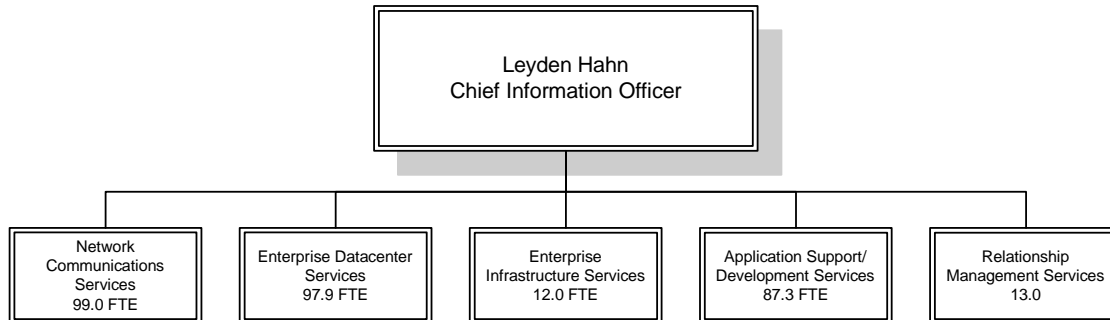 Leyden Hahn
Chief Information Officer
Network
Communications
Services
99.0 FTE
Enterprise Datacenter
Services
97.9 FTE
Enterprise
Infrastructure Services
12.0 FTE
Application Support/
Development Services
87.3 FTE
Relationship
Management Services
13.0